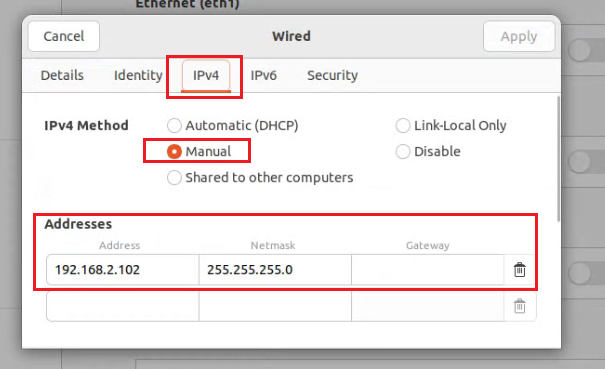 Ethernet (eth1)
Cancel Wired Apply
Details Identity IPv4 IPv6 Security
IPv4 Method Automatic (DHCP) Link-Local Only
Manual Disable
Shared to other computers
Addresses
Address Netmask Gateway
192.168.2.102 255.255.255.0